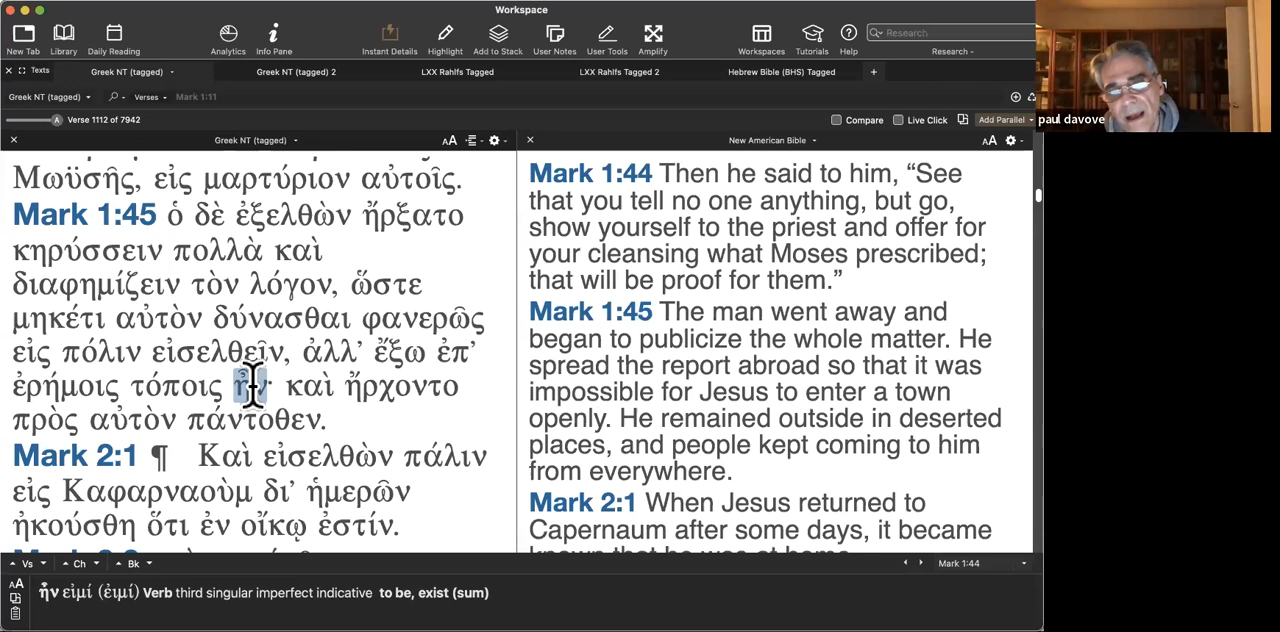 Workspace
New Tab Library Daily Reading Analytics Info Pane Instant Details Highlight Add to Stack User Notes User Tools Amplify Workspaces Tutorials Help Research
Research
Texts Greek NT (tagged) Greek NT (tagged) 2 LXX Rahlfs Tagged LXX Rahlfs Tagged 2 Hebrew Bible (BHS) Tagged +
Greek NT (tagged) Verses Mark 1:11
Verse 1112 of 7942 Compare Live Click Add Parallel
paul davove
Greek NT (tagged) AA
Μωϋσῆς, εἰς μαρτύριον αὐτοῖς.
Mark 1:45 ὁ δὲ ἐξελθὼν ἤρξατο
κηρύσσειν πολλὰ καὶ
διαφημίζειν τὸν λόγον, ὥστε
μηκέτι αὐτὸν δύνασθαι φανερῶς
εἰς πόλιν εἰσελθεῖν, ἀλλ’ ἔξω ἐπ’
ἐρήμοις τόποις ἦν· καὶ ἤρχοντο
πρὸς αὐτὸν πάντοθεν.
Mark 2:1 ¶ Καὶ εἰσελθὼν πάλιν
εἰς Καφαρναοὺμ δι’ ἡμερῶν
ἠκούσθη ὅτι ἐν οἴκῳ ἐστίν.
New American Bible AA
Mark 1:44 Then he said to him, “See
that you tell no one anything, but go,
show yourself to the priest and offer for
your cleansing what Moses prescribed;
that will be proof for them.”
Mark 1:45 The man went away and
began to publicize the whole matter. He
spread the report abroad so that it was
impossible for Jesus to enter a town
openly. He remained outside in deserted
places, and people kept coming to him
from everywhere.
Mark 2:1 When Jesus returned to
Capernaum after some days, it became
known that he was at home.
Vs Ch Bk Mark 1:44
AA ἦν εἰμί (εἰμί) Verb third singular imperfect indicative to be, exist (sum)